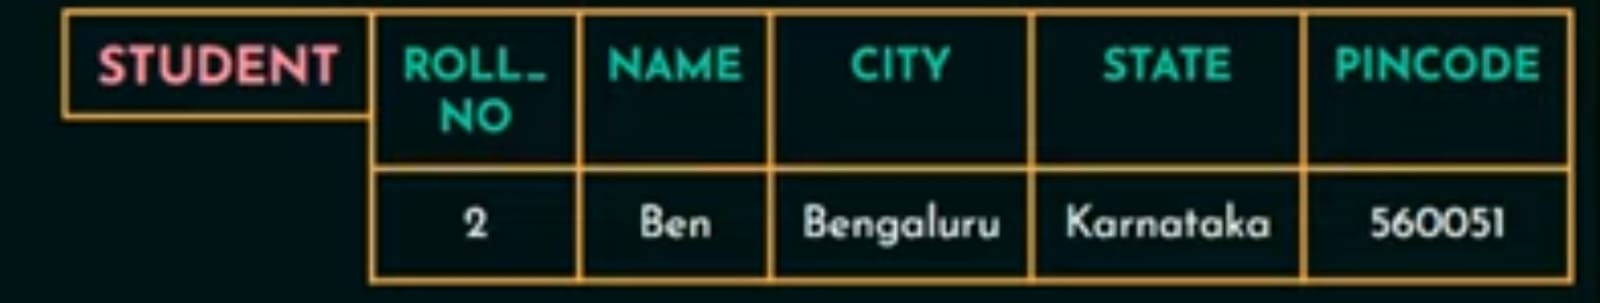 STUDENT ROLL_ NAME CITY STATE PINCODE
NO
2 Ben Bengaluru Karnataka 560051